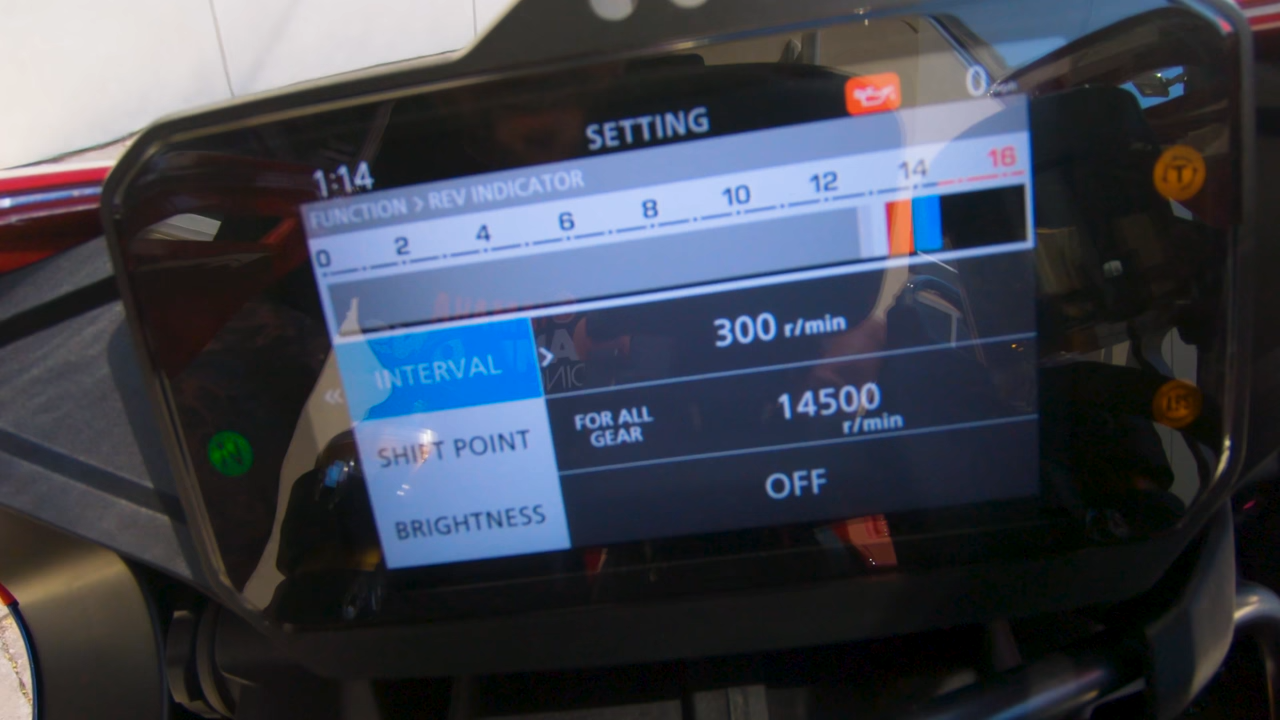 SETTING
0
1:14
FUNCTION > REV INDICATOR
0 2 4 6 8 10 12 14 16
INTERVAL > 300 r/min
SHIFT POINT FOR ALL GEAR 14500 r/min
BRIGHTNESS OFF
N
T